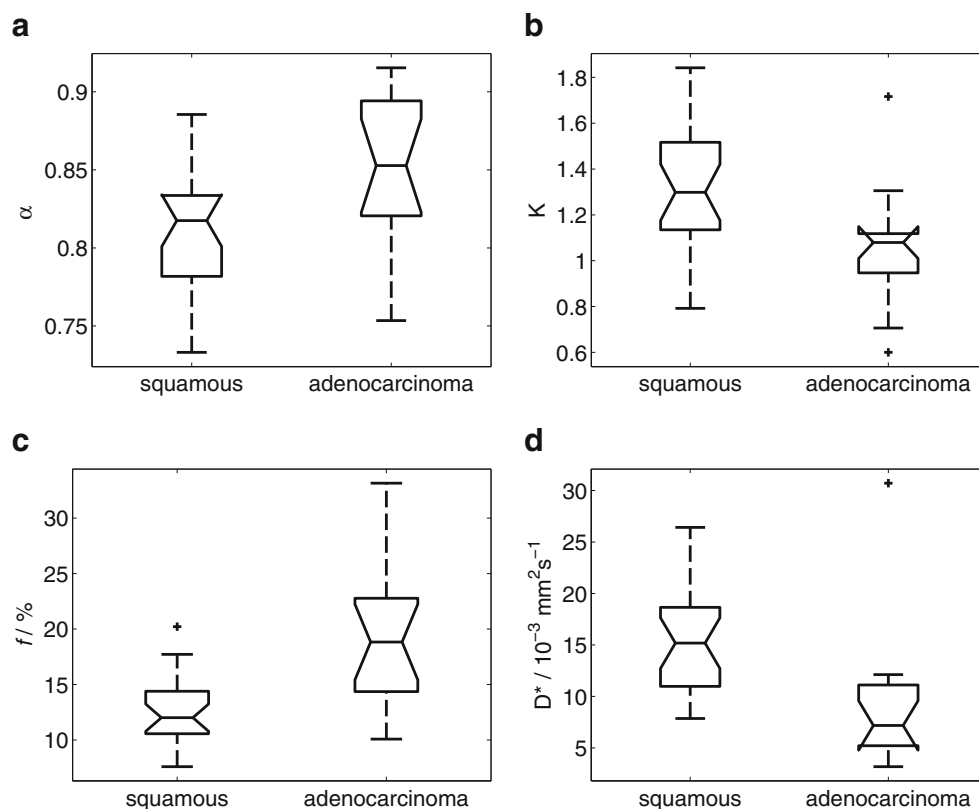 a
0.9
0.85
0.8
0.75
α
squamous
adenocarcinoma
b
1.8
1.6
1.4
1.2
1
0.8
0.6
K
squamous
adenocarcinoma
c
30
25
20
15
10
f / %
squamous
adenocarcinoma
d
30
25
20
15
10
5
D* / 10⁻³ mm²s⁻¹
squamous
adenocarcinoma